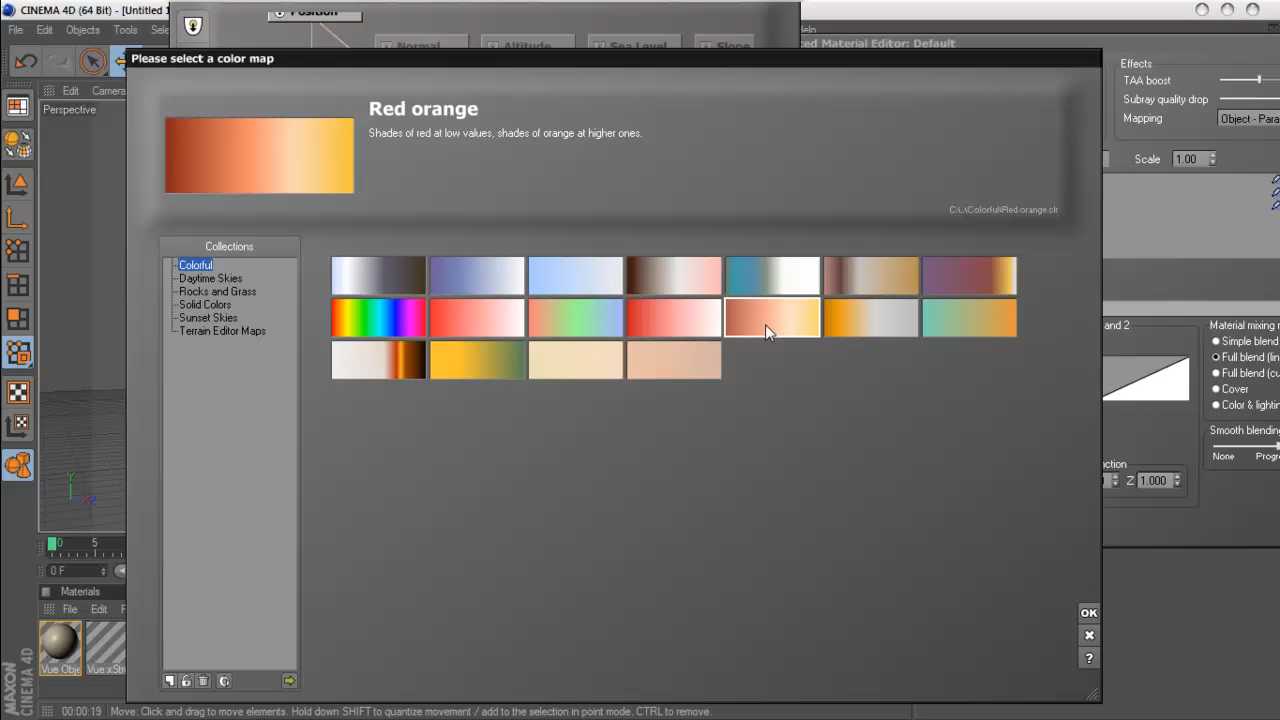 CINEMA 4D (64 Bit) - [Untitled 1
File Edit Objects Tools Sele
Position
Normal Altitude Sea Level Slope
red Material Editor: Default
Please select a color map
Edit Camera
Perspective
Effects
TAA boost
Subray quality drop
Mapping Object - Para
Scale 1.00
Red orange
Shades of red at low values, shades of orange at higher ones.
C:\...\Colorful\Red orange.clr
Collections
Colorful
Daytime Skies
Rocks and Grass
Solid Colors
Sunset Skies
Terrain Editor Maps
and 2
Material mixing m
Simple blend
Full blend (lin
Full blend (cu
Cover
Color & lightin
Smooth blending
None Progr
nction
Z 1.000
Y
Z
0 5
0 F
Materials
File Edit F
Vue Obje Vue xStr
OK
?
MAXON
CINEMA 4D
00:00:19 Move: Click and drag to move elements. Hold down SHIFT to quantize movement / add to the selection in point mode, CTRL to remove.